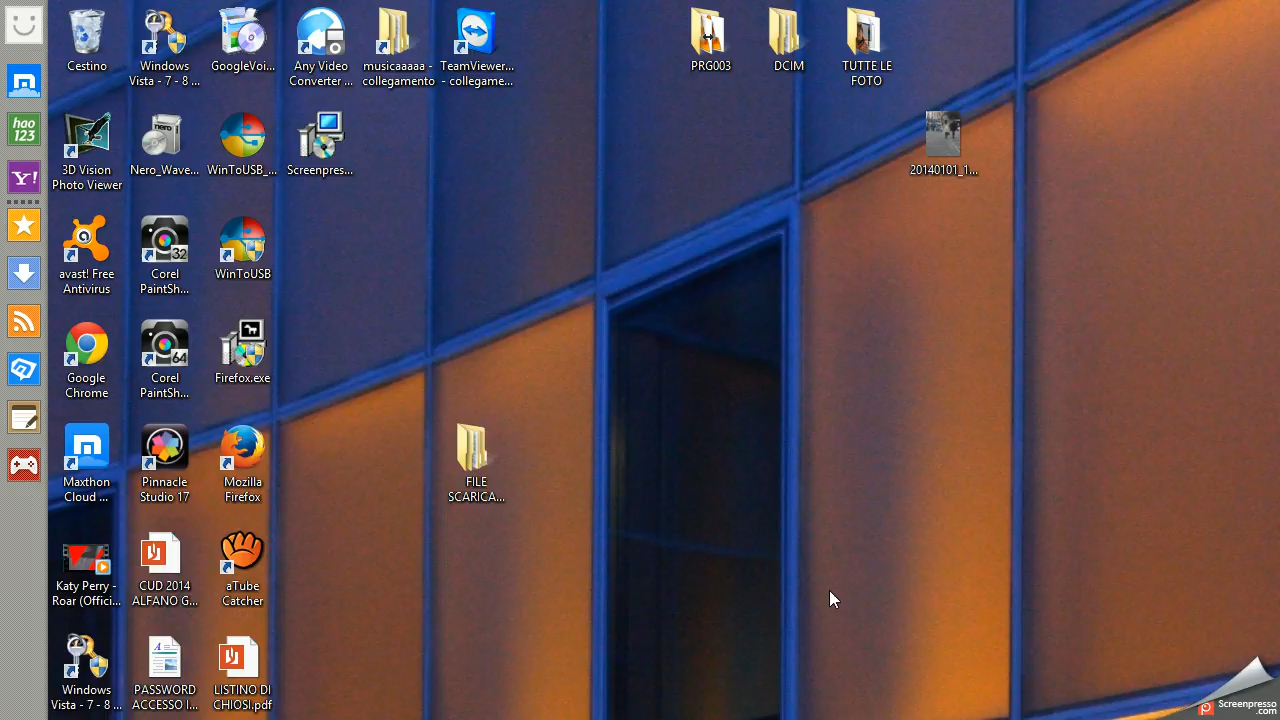 Cestino
Windows
Vista - 7 - 8 ...
GoogleVoi...
Any Video
Converter ...
musicaaaaa -
collegamento
TeamViewer...
- collegame...
PRG003
DCIM
TUTTE LE
FOTO
hao
123
Y!
3D Vision
Photo Viewer
Nero_Wave...
WinToUSB_...
Screenpres...
20140101_1...
avast! Free
Antivirus
32
Corel
PaintSh...
WinToUSB
Google
Chrome
64
Corel
PaintSh...
Firefox.exe
Maxthon
Cloud ...
Pinnacle
Studio 17
Mozilla
Firefox
FILE
SCARICA...
Katy Perry -
Roar (Offici...
CUD 2014
ALFANO G...
aTube
Catcher
Windows
Vista - 7 - 8 ...
PASSWORD
ACCESSO I...
LISTINO DI
CHIOSI.pdf
Screenpresso
.com